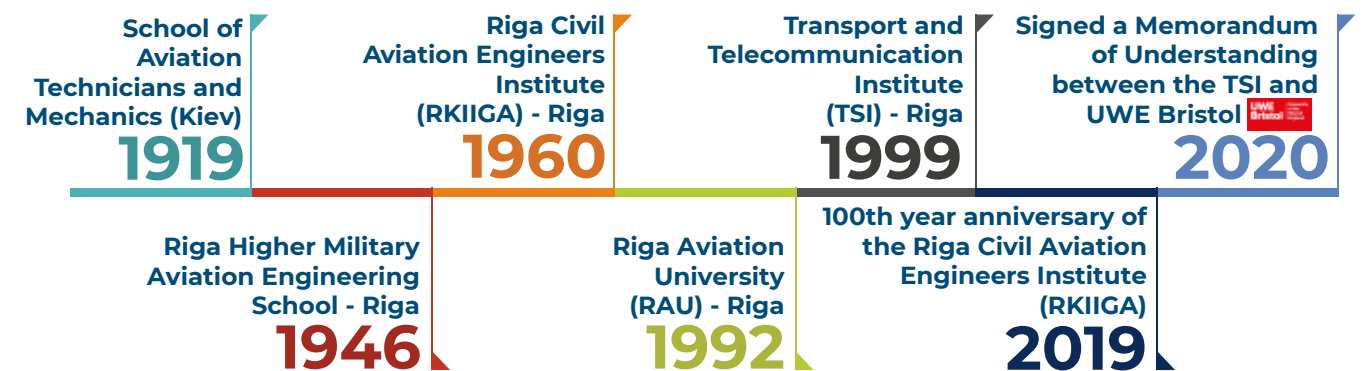 School of
Aviation
Technicians and
Mechanics (Kiev)
1919
Riga Higher Military
Aviation Engineering
School - Riga
1946
Riga Civil
Aviation Engineers
Institute
(RKIIGA) - Riga
1960
Riga Aviation
University
(RAU) - Riga
1992
Transport and
Telecommunication
Institute
(TSI) - Riga
1999
100th year anniversary of
the Riga Civil Aviation
Engineers Institute
(RKIIGA)
2019
Signed a Memorandum
of Understanding
between the TSI and
UWE Bristol
UWE
Bristol
2020